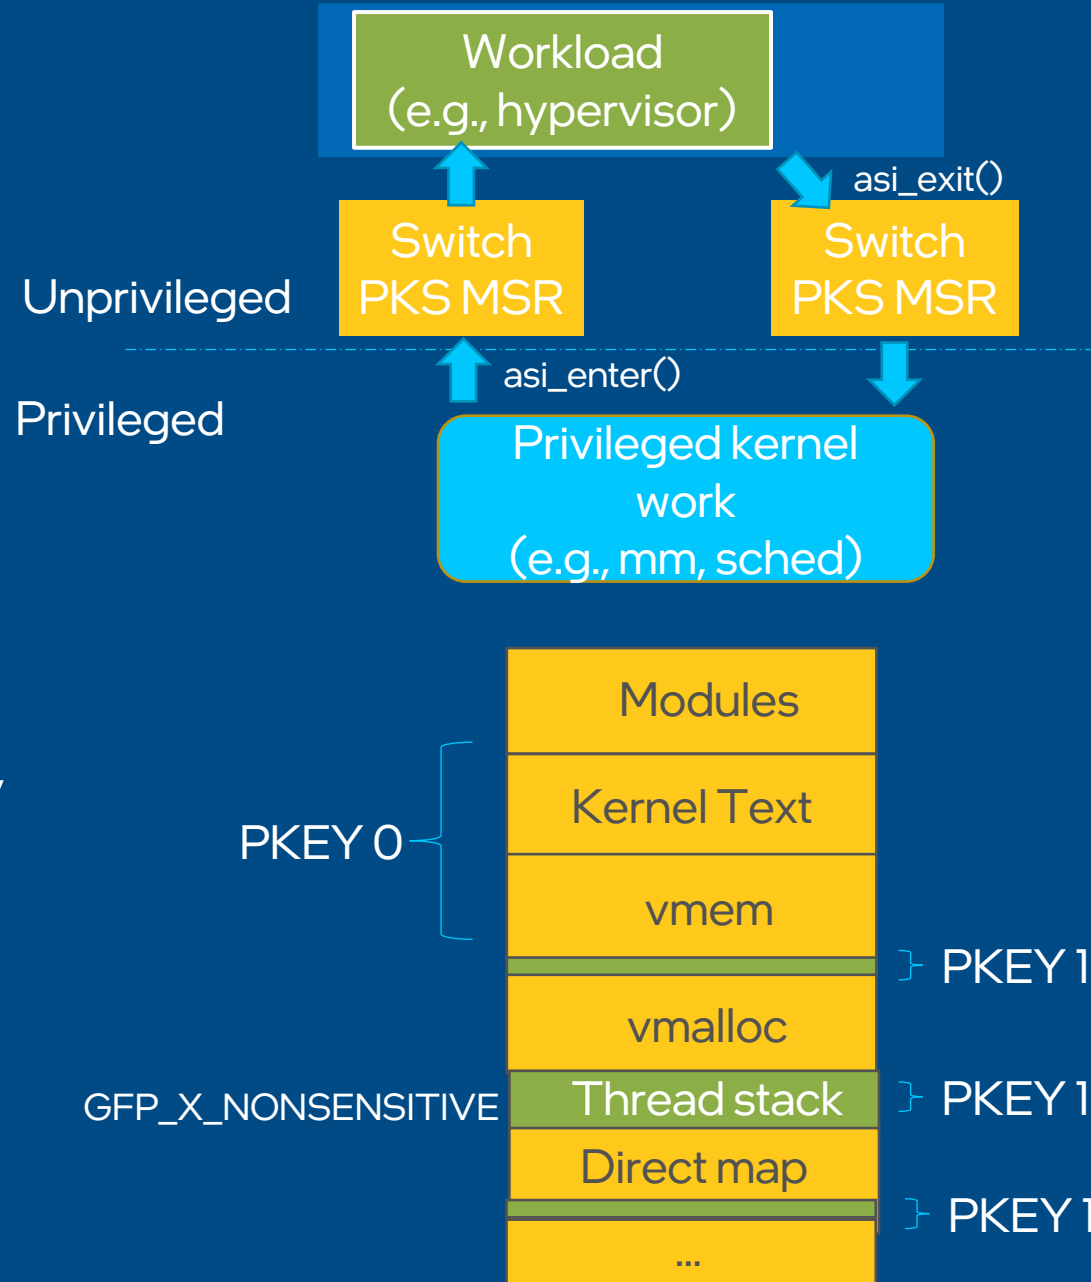 Workload
(e.g., hypervisor)
asi_exit()
Switch
PKS MSR
Switch
PKS MSR
Unprivileged
asi_enter()
Privileged
Privileged kernel
work
(e.g., mm, sched)
Modules
Kernel Text
PKEY 0
vmem
PKEY 1
vmalloc
GFP_X_NONSENSITIVE
Thread stack
PKEY 1
Direct map
PKEY 1
...